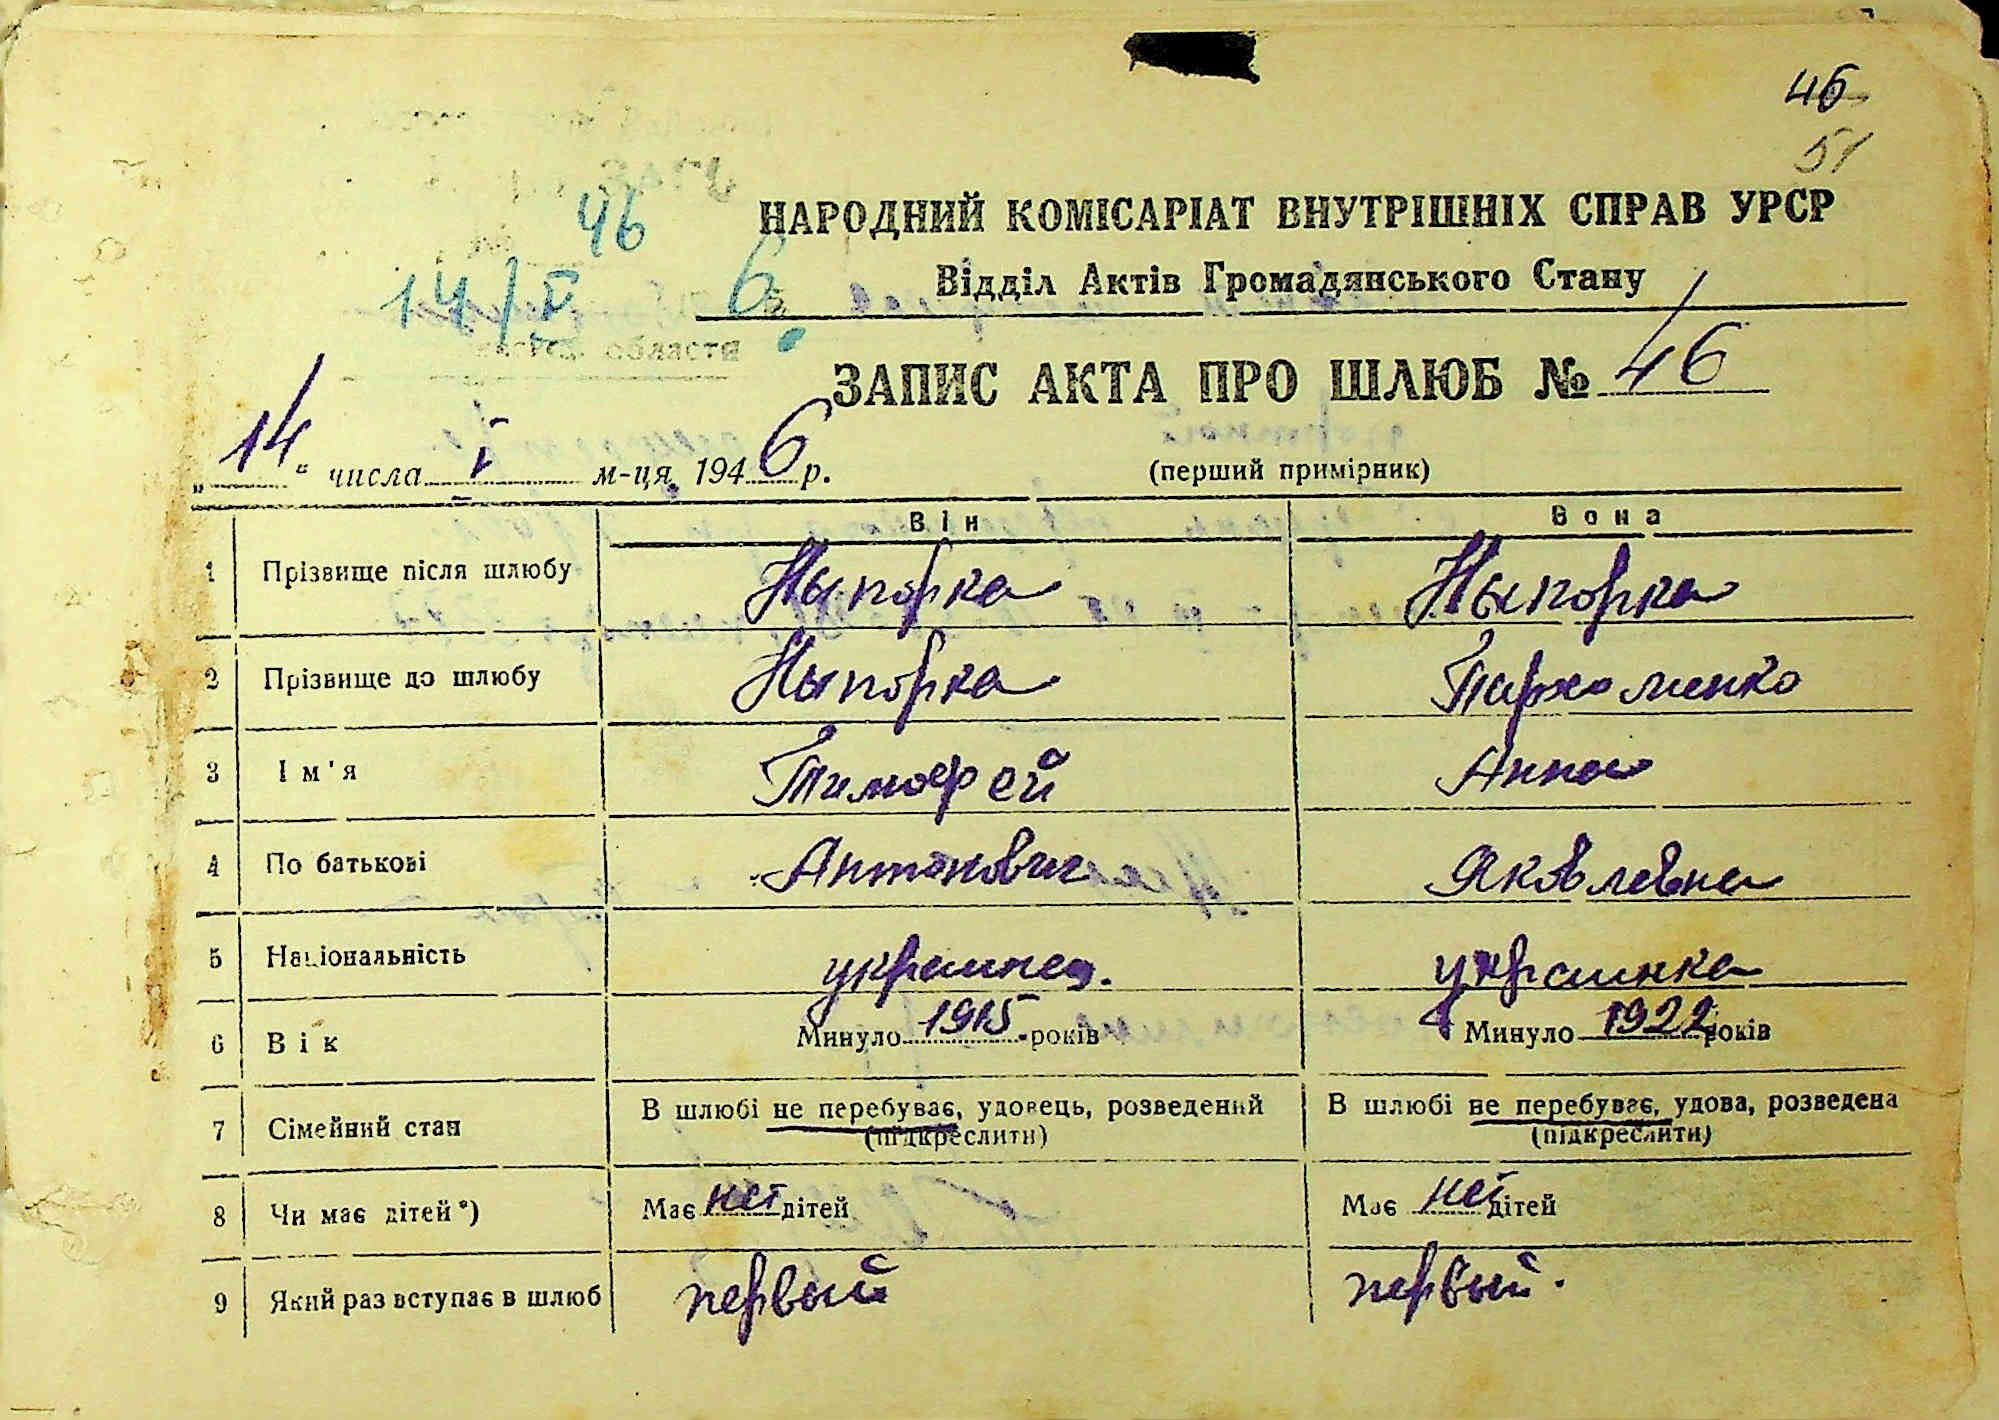 46
51
46
14/I 6
НАРОДНИЙ КОМІСАРІАТ ВНУТРІШНІХ СПРАВ УРСР
Відділ Актів Громадянського Стану
области
ЗАПИС АКТА ПРО ШЛЮБ № 46
„14" числа I м-ця, 1946 р.
(перший примірник)
Він Вона
1 Прізвище після шлюбу Ныпорка Ныпорка
2 Прізвище до шлюбу Ныпорка Пархоменко
3 Ім'я Тимофей Анна
4 По батькові Антонович Яковлевна
5 Національність украинец. украинка
6 Вік Минуло 1915 років Минуло 1922 років
7 Сімейний стан В шлюбі не перебуває, удовець, розведений В шлюбі не перебуває, удова, розведена
(підкреслити) (підкреслити)
8 Чи має дітей*) Має нет дітей Має нет дітей
9 Який раз вступає в шлюб первый первый.